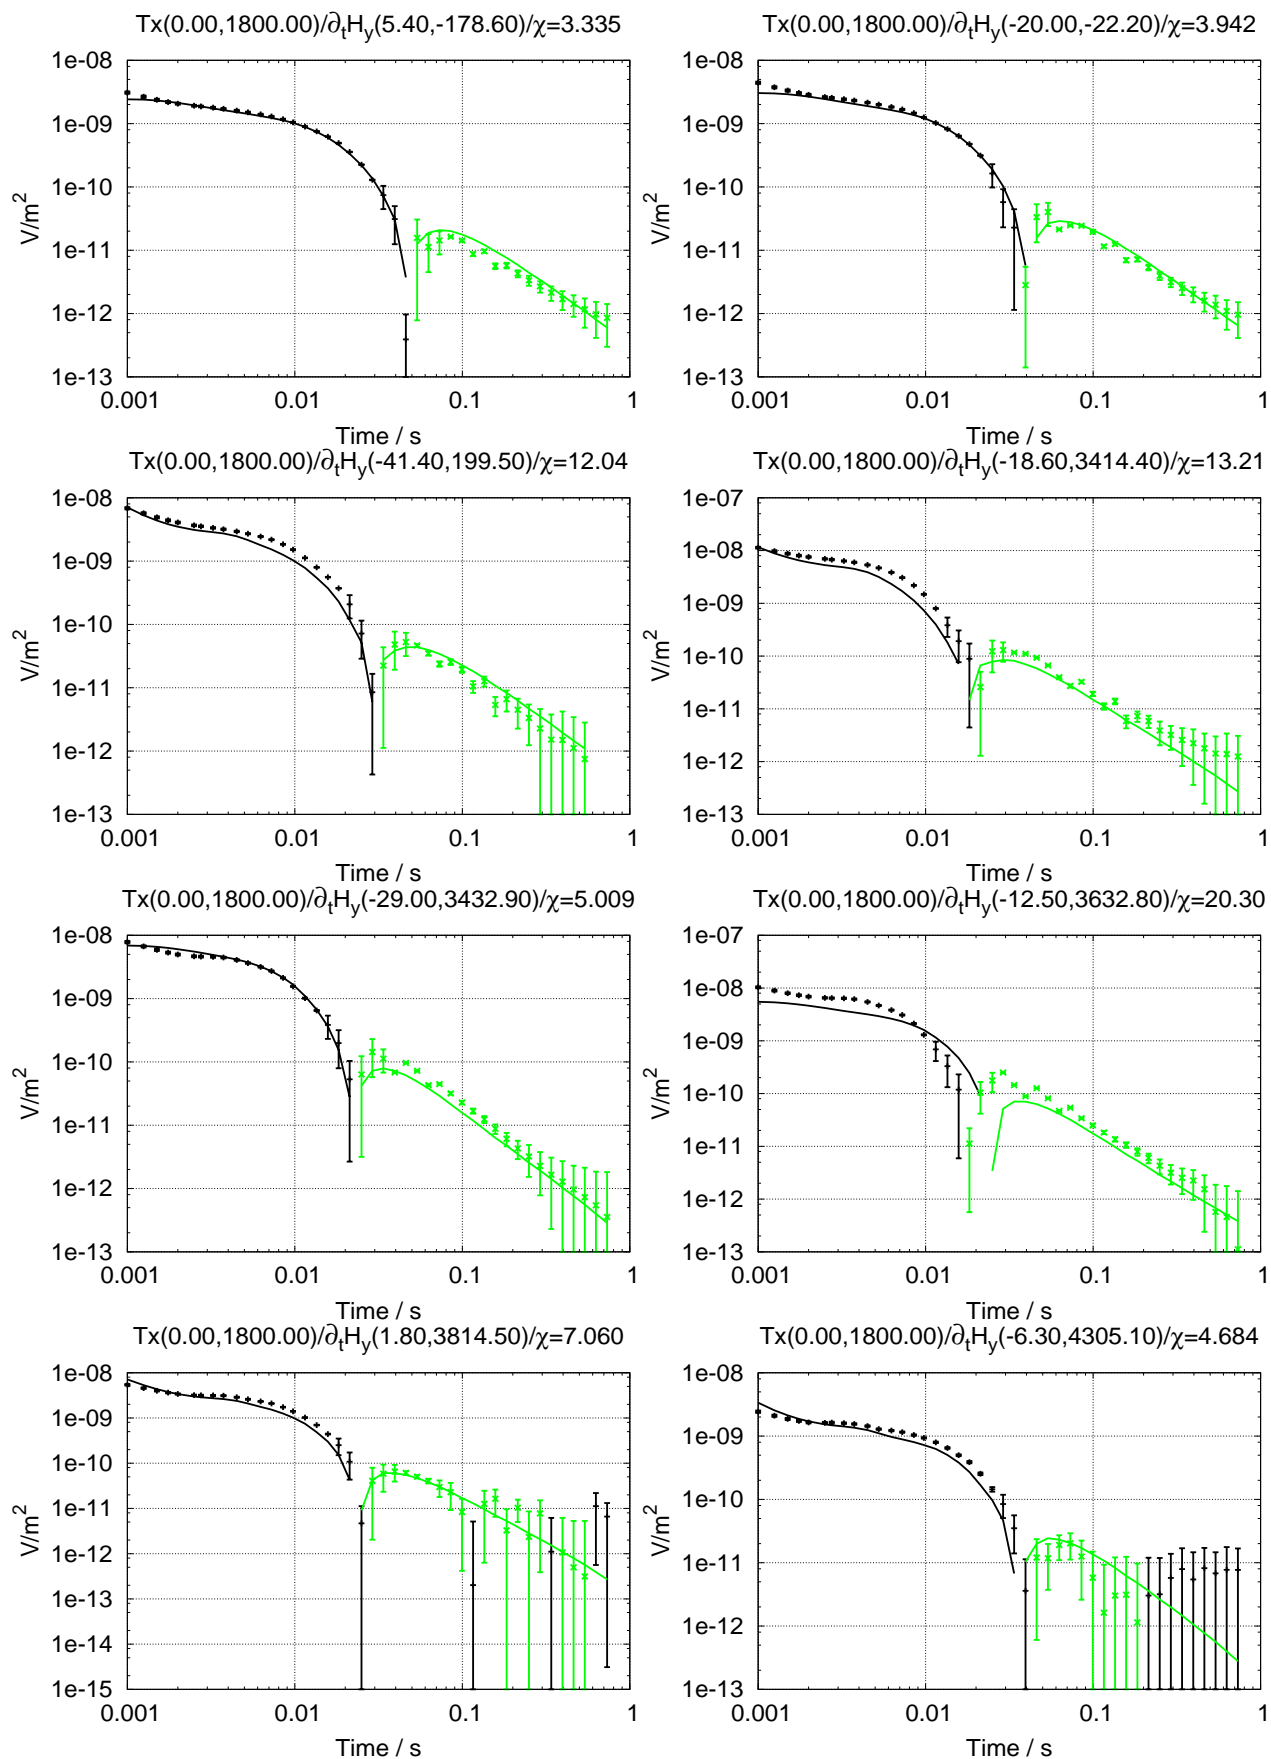 Tx(0.00,1800.00)/∂tHy(5.40,-178.60)/χ=3.335
1e-08
1e-09
1e-10
1e-11
1e-12
1e-13
V/m²
0.001 0.01 0.1 1
Time / s
Tx(0.00,1800.00)/∂tHy(-20.00,-22.20)/χ=3.942
1e-08
1e-09
1e-10
1e-11
1e-12
1e-13
V/m²
0.001 0.01 0.1 1
Time / s
Tx(0.00,1800.00)/∂tHy(-41.40,199.50)/χ=12.04
1e-08
1e-09
1e-10
1e-11
1e-12
1e-13
V/m²
0.001 0.01 0.1 1
Time / s
Tx(0.00,1800.00)/∂tHy(-18.60,3414.40)/χ=13.21
1e-07
1e-08
1e-09
1e-10
1e-11
1e-12
1e-13
V/m²
0.001 0.01 0.1 1
Time / s
Tx(0.00,1800.00)/∂tHy(-29.00,3432.90)/χ=5.009
1e-08
1e-09
1e-10
1e-11
1e-12
1e-13
V/m²
0.001 0.01 0.1 1
Time / s
Tx(0.00,1800.00)/∂tHy(-12.50,3632.80)/χ=20.30
1e-07
1e-08
1e-09
1e-10
1e-11
1e-12
1e-13
V/m²
0.001 0.01 0.1 1
Time / s
Tx(0.00,1800.00)/∂tHy(1.80,3814.50)/χ=7.060
1e-08
1e-09
1e-10
1e-11
1e-12
1e-13
1e-14
1e-15
V/m²
0.001 0.01 0.1 1
Time / s
Tx(0.00,1800.00)/∂tHy(-6.30,4305.10)/χ=4.684
1e-08
1e-09
1e-10
1e-11
1e-12
1e-13
V/m²
0.001 0.01 0.1 1
Time / s